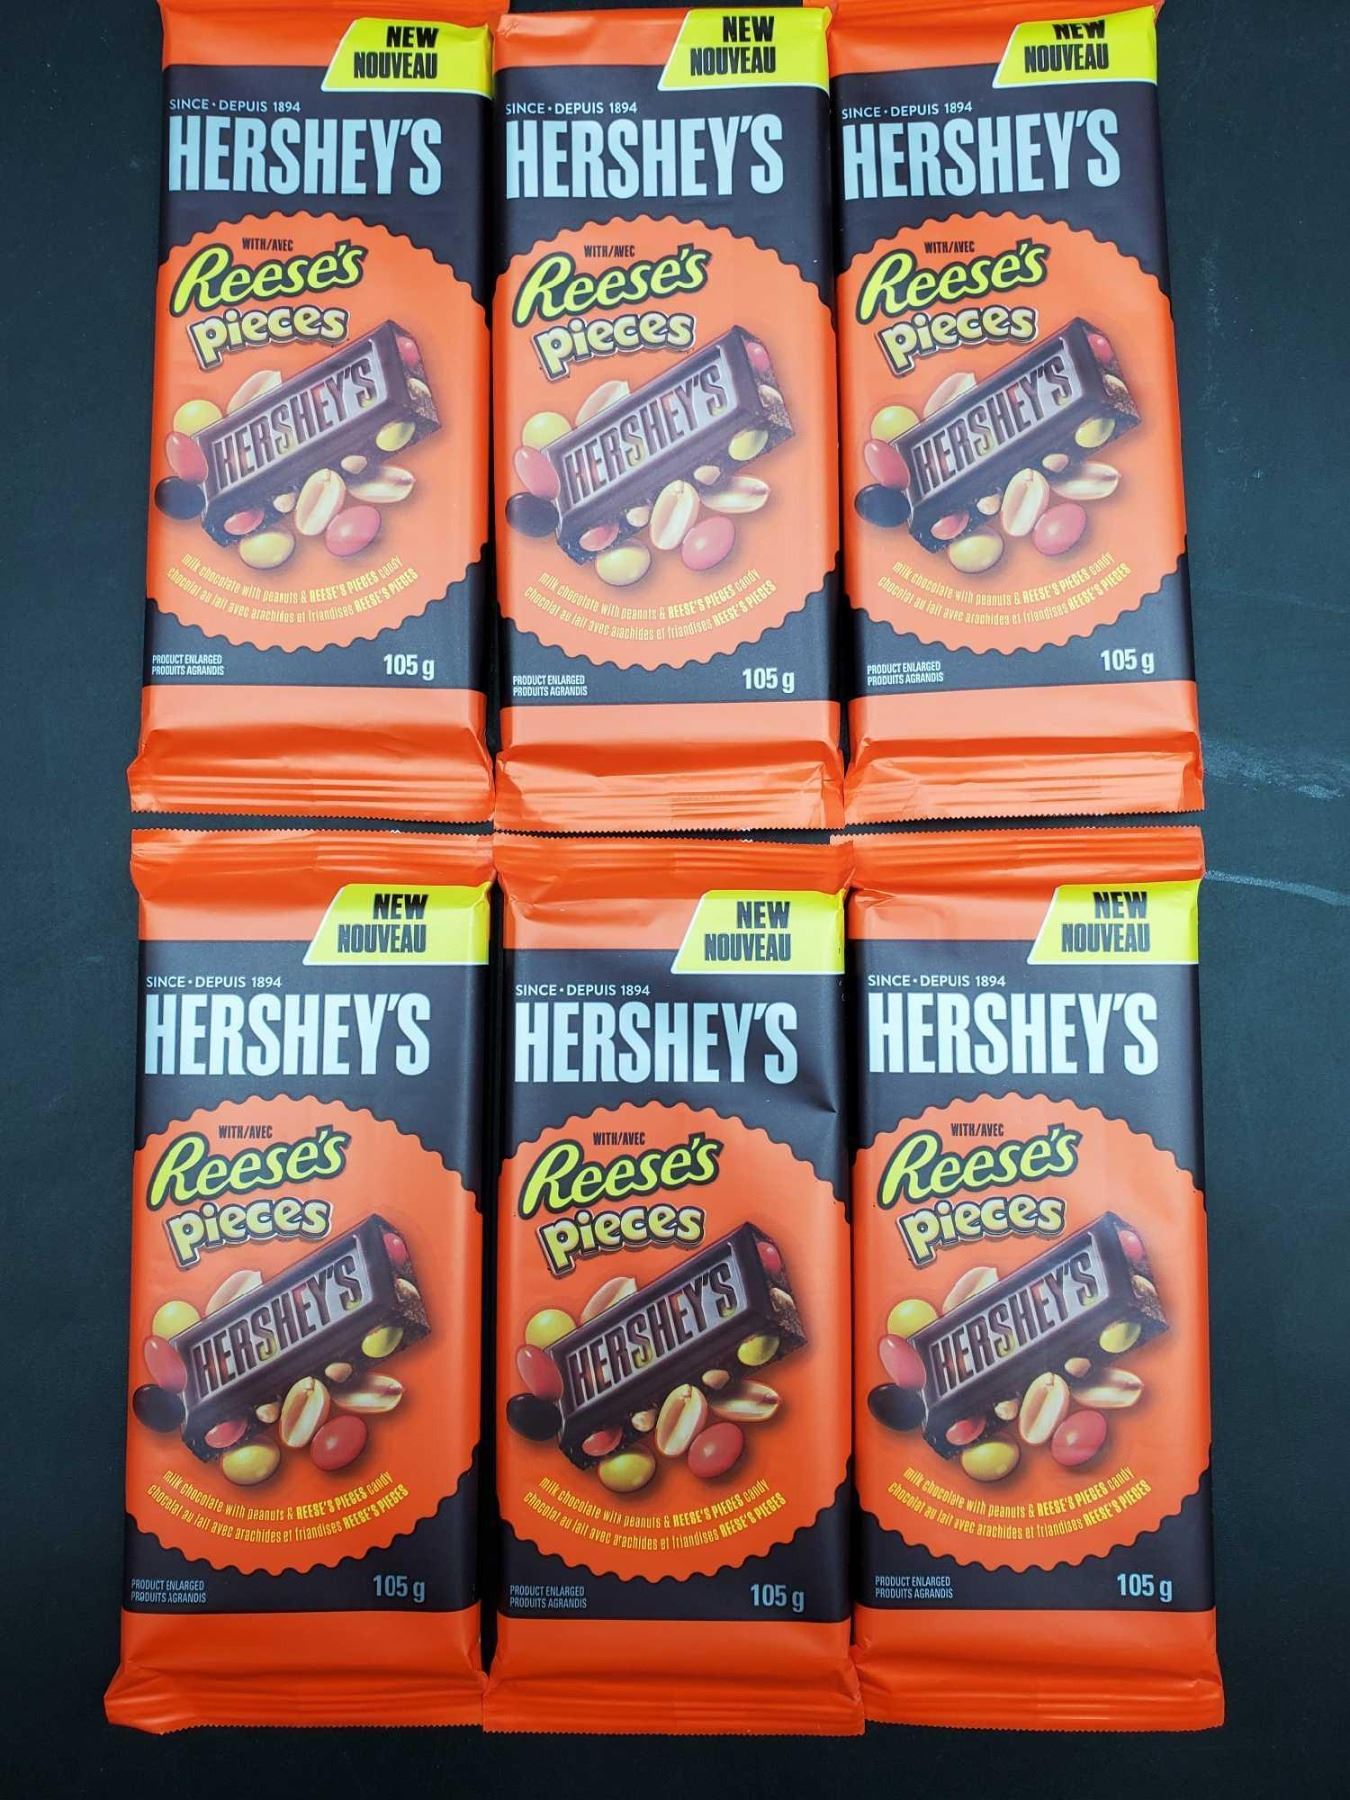 NEW
NOUVEAU
SINCE • DEPUIS 1894
HERSHEY'S
WITH/AVEC
Reese's
pieces
HERSHEY'S
milk chocolate with peanuts & REESE'S PIECES candy
chocolat au lait avec arachides et friandises REESE'S PIECES
PRODUCT ENLARGED
PRODUITS AGRANDIS
105 g
NEW
NOUVEAU
SINCE • DEPUIS 1894
HERSHEY'S
WITH/AVEC
Reese's
pieces
HERSHEY'S
milk chocolate with peanuts & REESE'S PIECES candy
chocolat au lait avec arachides et friandises REESE'S PIECES
PRODUCT ENLARGED
PRODUITS AGRANDIS
105 g
NEW
NOUVEAU
SINCE • DEPUIS 1894
HERSHEY'S
WITH/AVEC
Reese's
pieces
HERSHEY'S
milk chocolate with peanuts & REESE'S PIECES candy
chocolat au lait avec arachides et friandises REESE'S PIECES
PRODUCT ENLARGED
PRODUITS AGRANDIS
105 g
NEW
NOUVEAU
SINCE • DEPUIS 1894
HERSHEY'S
WITH/AVEC
Reese's
pieces
HERSHEY'S
milk chocolate with peanuts & REESE'S PIECES candy
chocolat au lait avec arachides et friandises REESE'S PIECES
PRODUCT ENLARGED
PRODUITS AGRANDIS
105 g
NEW
NOUVEAU
SINCE • DEPUIS 1894
HERSHEY'S
WITH/AVEC
Reese's
pieces
HERSHEY'S
milk chocolate with peanuts & REESE'S PIECES candy
chocolat au lait avec arachides et friandises REESE'S PIECES
PRODUCT ENLARGED
PRODUITS AGRANDIS
105 g
NEW
NOUVEAU
SINCE • DEPUIS 1894
HERSHEY'S
WITH/AVEC
Reese's
pieces
HERSHEY'S
milk chocolate with peanuts & REESE'S PIECES candy
chocolat au lait avec arachides et friandises REESE'S PIECES
PRODUCT ENLARGED
PRODUITS AGRANDIS
105 g